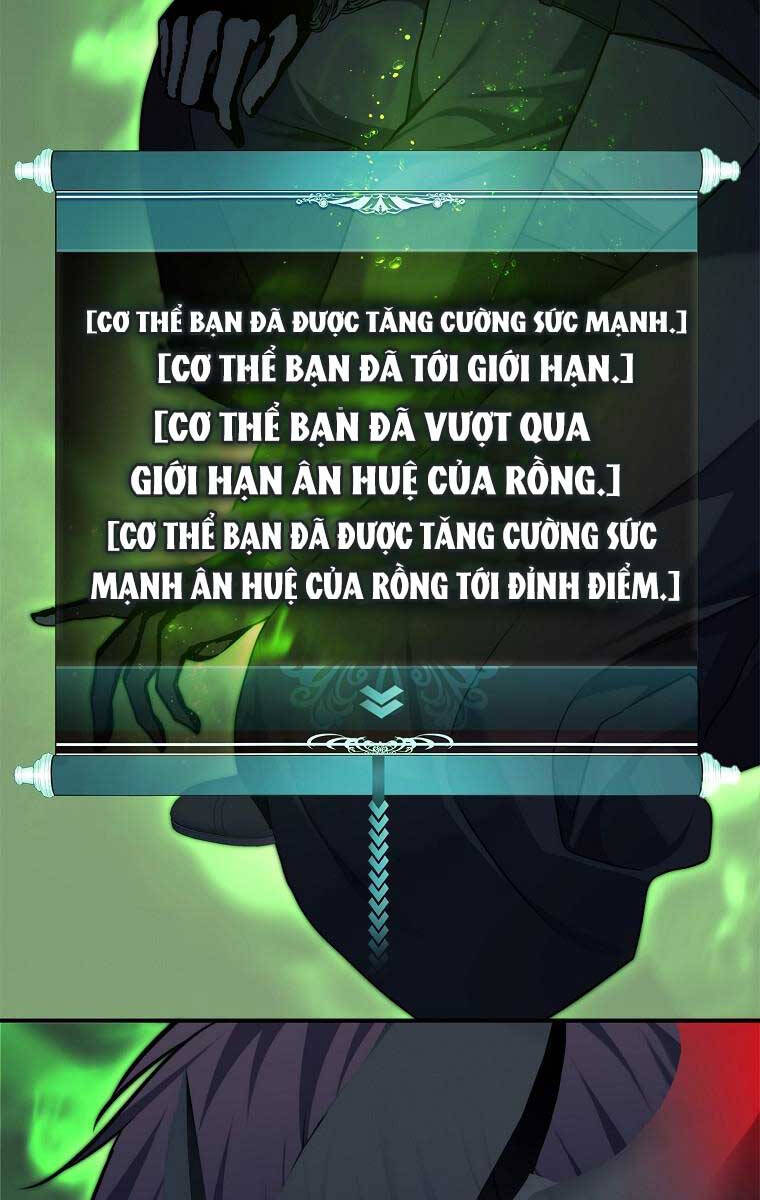 [CƠ THỂ BẠN ĐÃ ĐƯỢC TĂNG CƯỜNG SỨC MẠNH.]
[CƠ THỂ BẠN ĐÃ TỚI GIỚI HẠN.]
[CƠ THỂ BẠN ĐÃ VƯỢT QUA
GIỚI HẠN ÂN HUỆ CỦA RỒNG.]
[CƠ THỂ BẠN ĐÃ ĐƯỢC TĂNG CƯỜNG SỨC
MẠNH ÂN HUỆ CỦA RỒNG TỚI ĐỈNH ĐIỂM.]